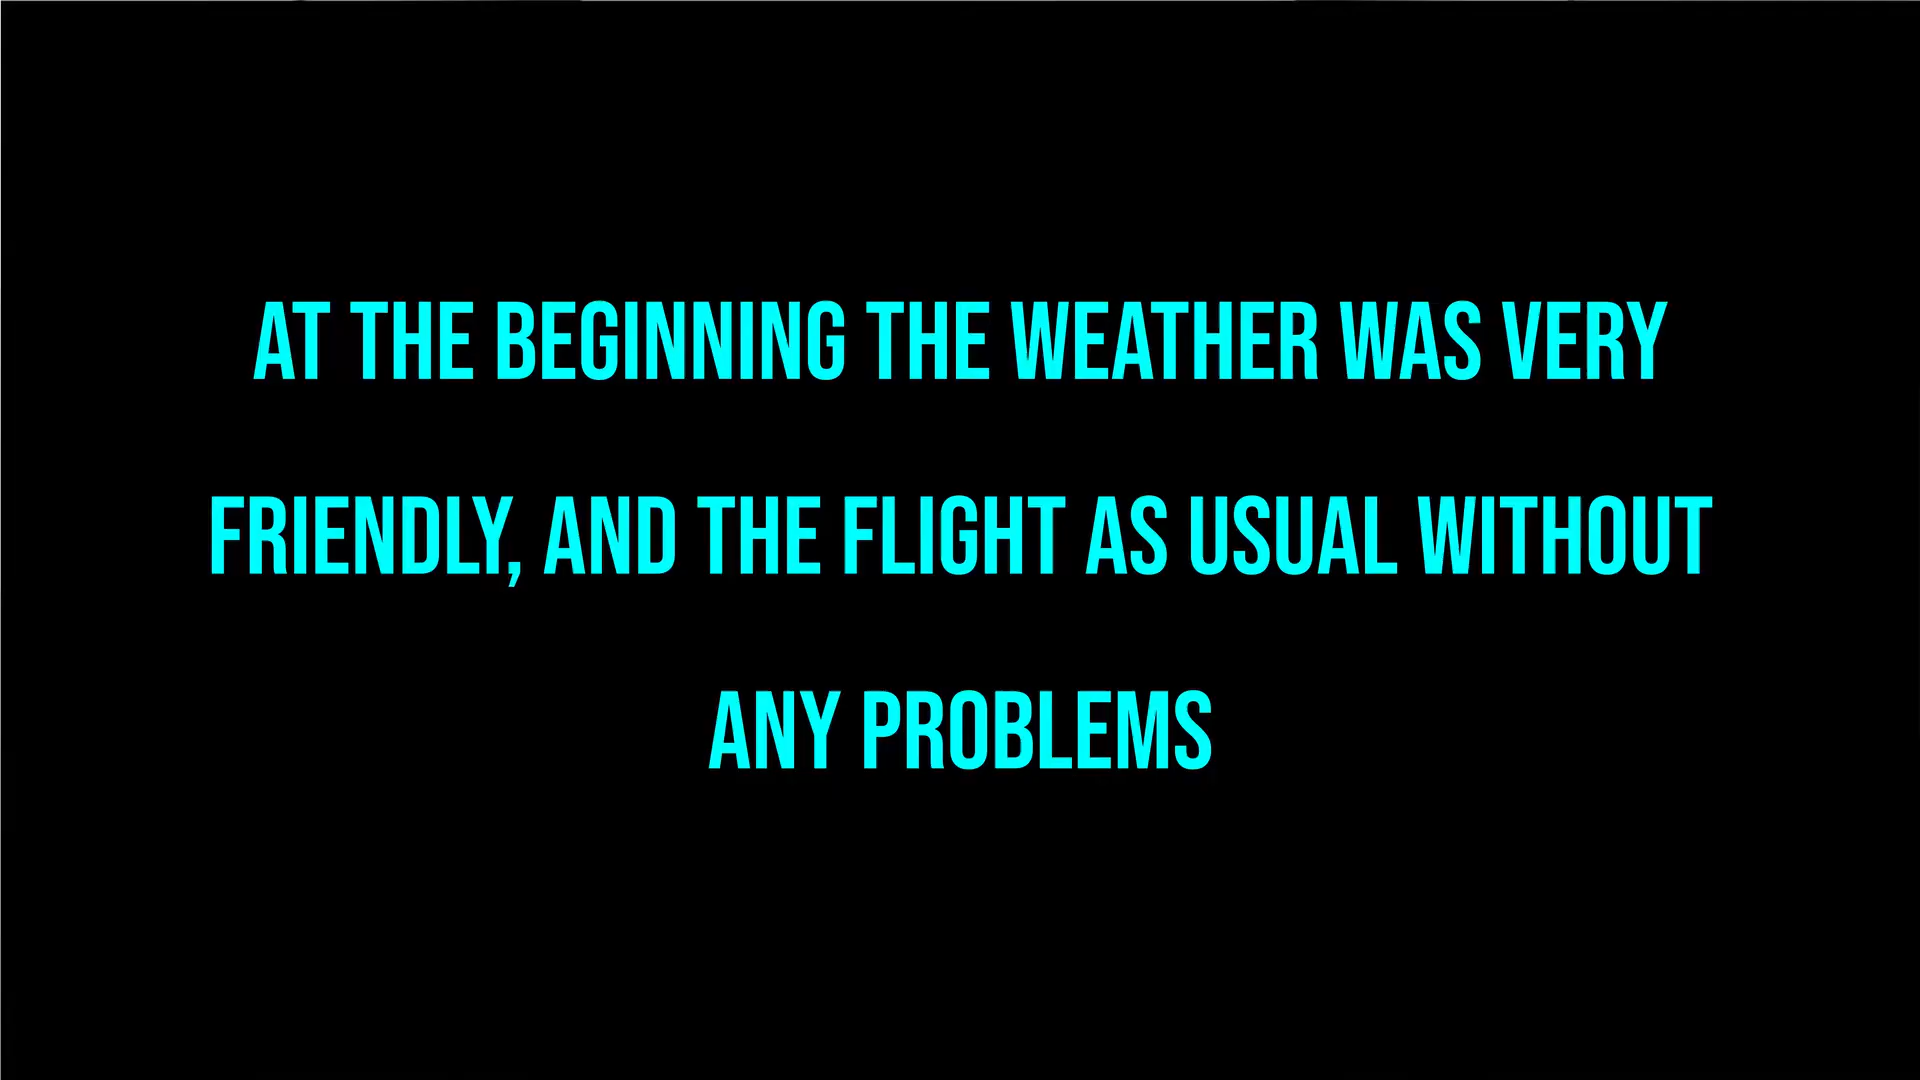 AT THE BEGINNING THE WEATHER WAS VERY
FRIENDLY, AND THE FLIGHT AS USUAL WITHOUT
ANY PROBLEMS